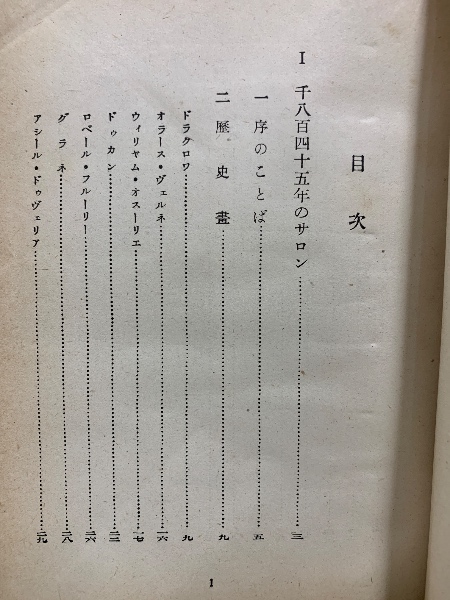 目次
I 千八百四十五年のサロン……三
一 序のことば……五
二 歷史畫……九
ドラクロワ……九
オラース・ヴェルネ……一六
ウィリヤム・オスーリエ……一七
ドゥカン……二三
ロベール・フルーリー……二六
グラネ……二八
アシール・ドゥヴェリア……二九
1